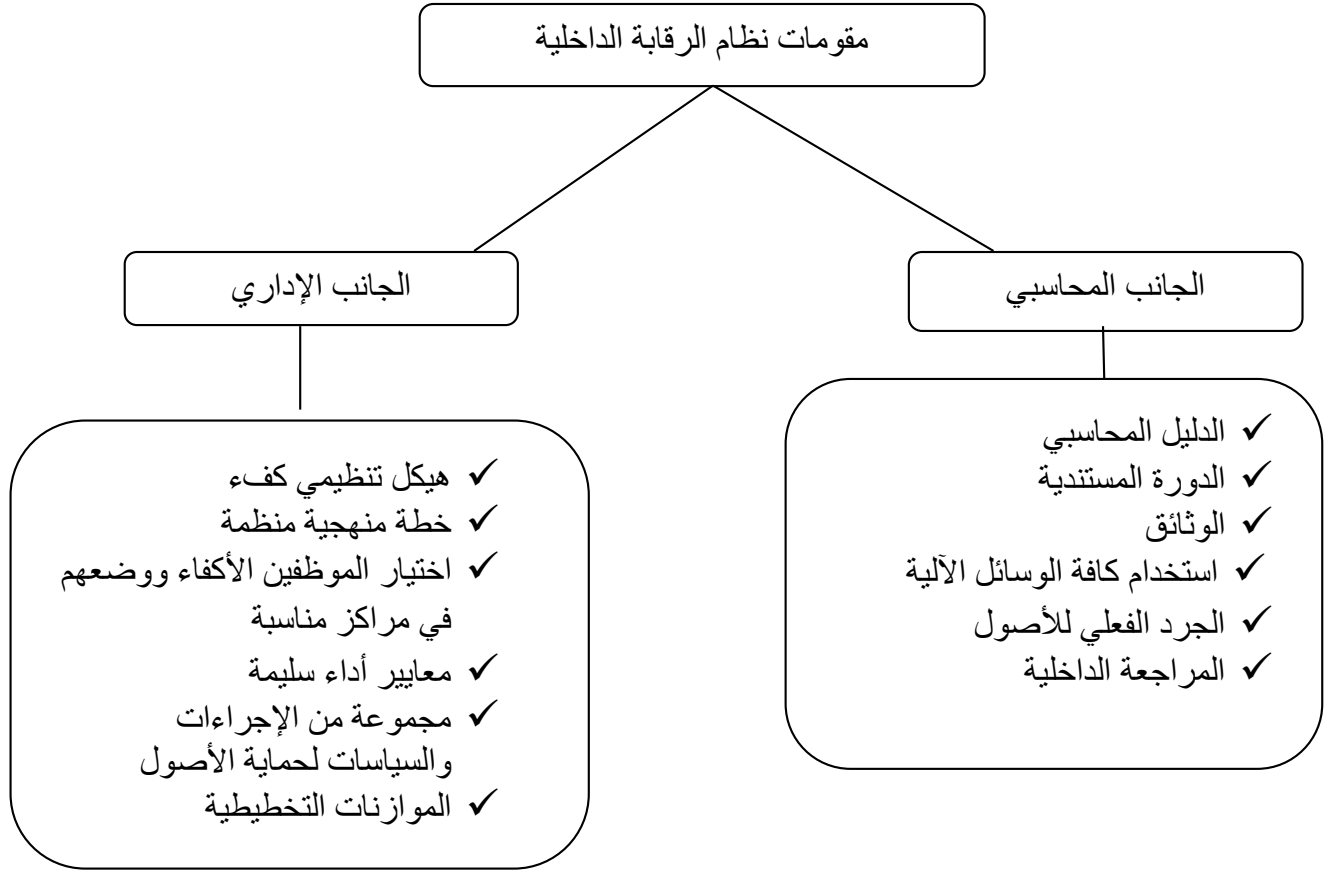 مقومات نظام الرقابة الداخلية
الجانب المحاسبي
الجانب الإداري
✓ الدليل المحاسبي
✓ الدورة المستندية
✓ الوثائق
✓ استخدام كافة الوسائل الآلية
✓ الجرد الفعلي للأصول
✓ المراجعة الداخلية
✓ هيكل تنظيمي كفء
✓ خطة منهجية منظمة
✓ اختيار الموظفين الأكفاء ووضعهم
في مراكز مناسبة
✓ معايير أداء سليمة
✓ مجموعة من الإجراءات
والسياسات لحماية الأصول
✓ الموازنات التخطيطية